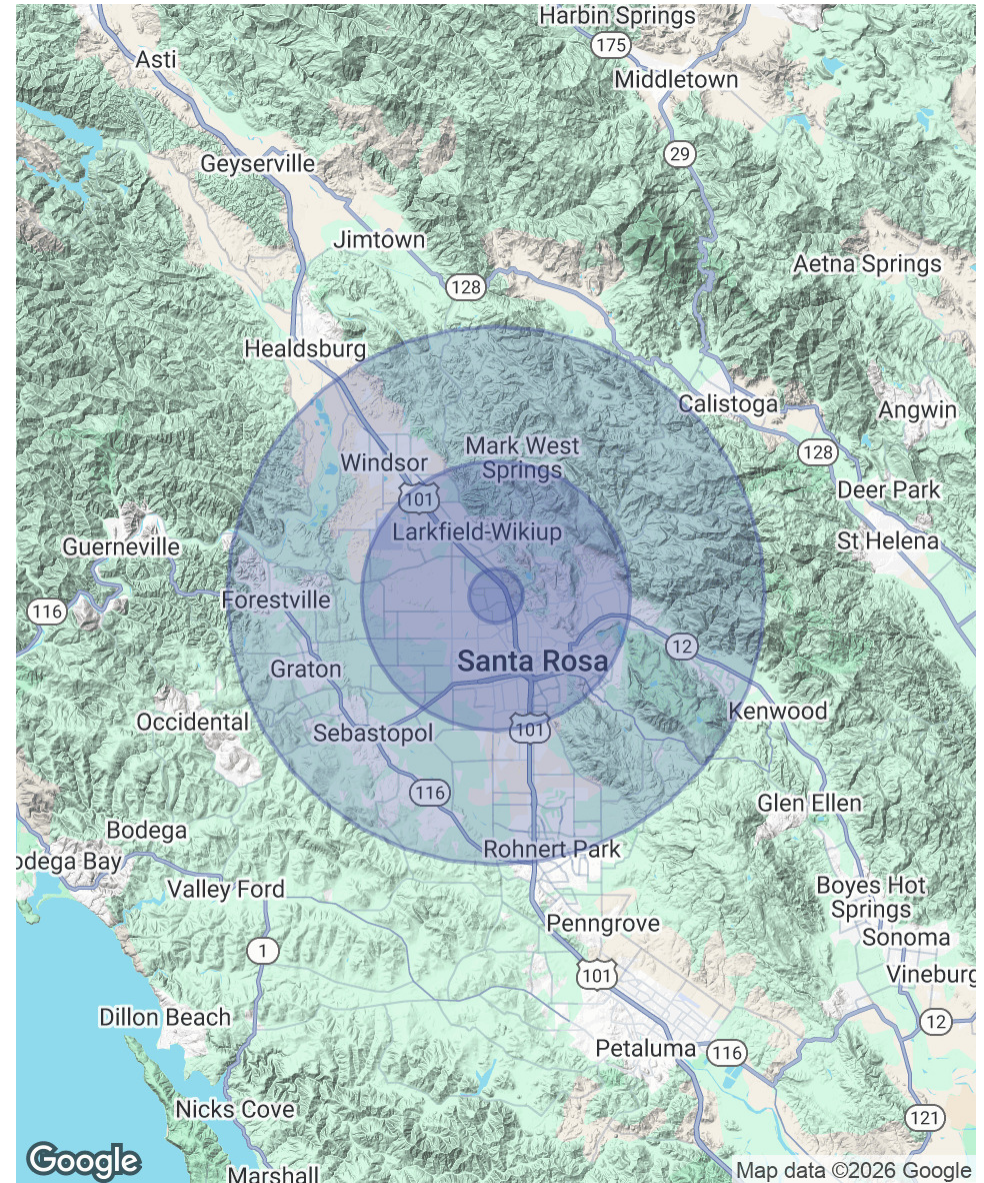 Harbin Springs
175
Asti
Middletown
29
Geyserville
Jimtown
Aetna Springs
128
Healdsburg
Calistoga
Angwin
Mark West
Springs
Windsor
128
101
Deer Park
Larkfield-Wikiup
St Helena
Guerneville
Forestville
116
12
Santa Rosa
Graton
Kenwood
Occidental
101
Sebastopol
116
Glen Ellen
Bodega
Rohnert Park
odega Bay
Valley Ford
Boyes Hot
Springs
Penngrove
Sonoma
1
101
Vineburg
Dillon Beach
12
Petaluma
116
Nicks Cove
121
Google
Marshall
Map data ©2026 Google